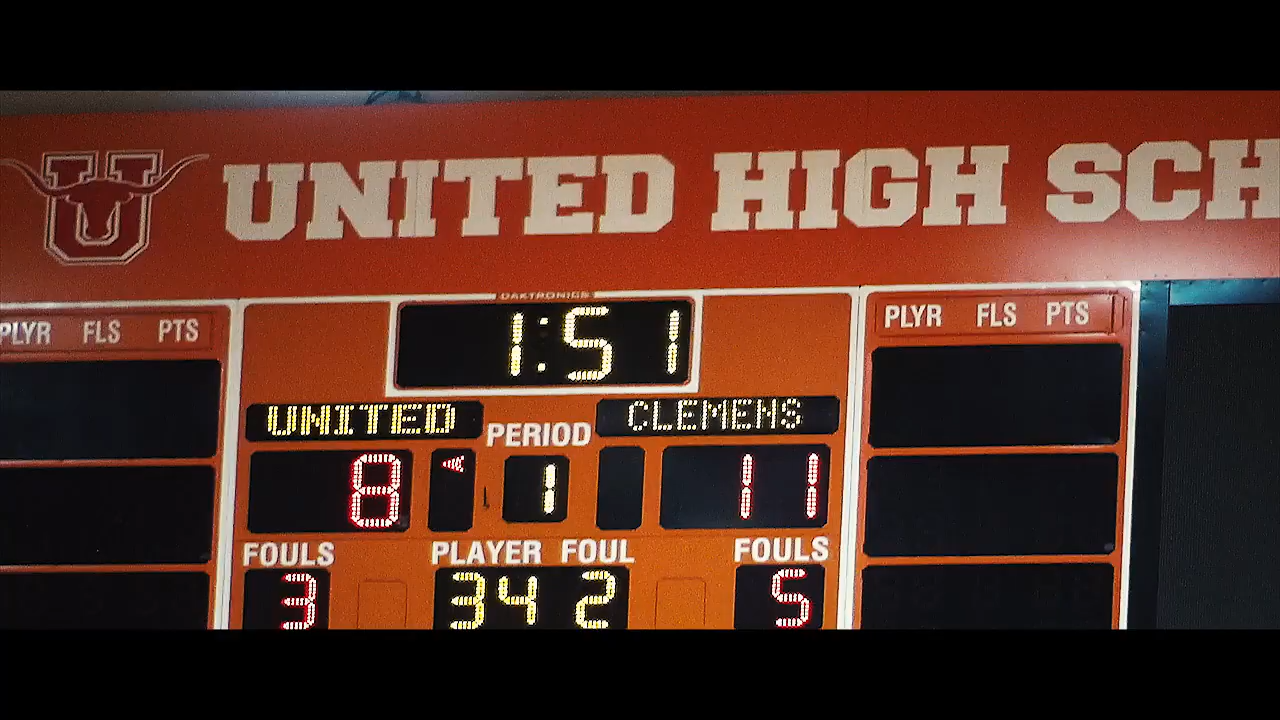 U UNITED HIGH SCH
DAKTRONICS
PLYR FLS PTS
1:51
PLYR FLS PTS
UNITED
PERIOD
CLEMENS
8
1
11
FOULS
PLAYER FOUL
FOULS
3
34 2
5